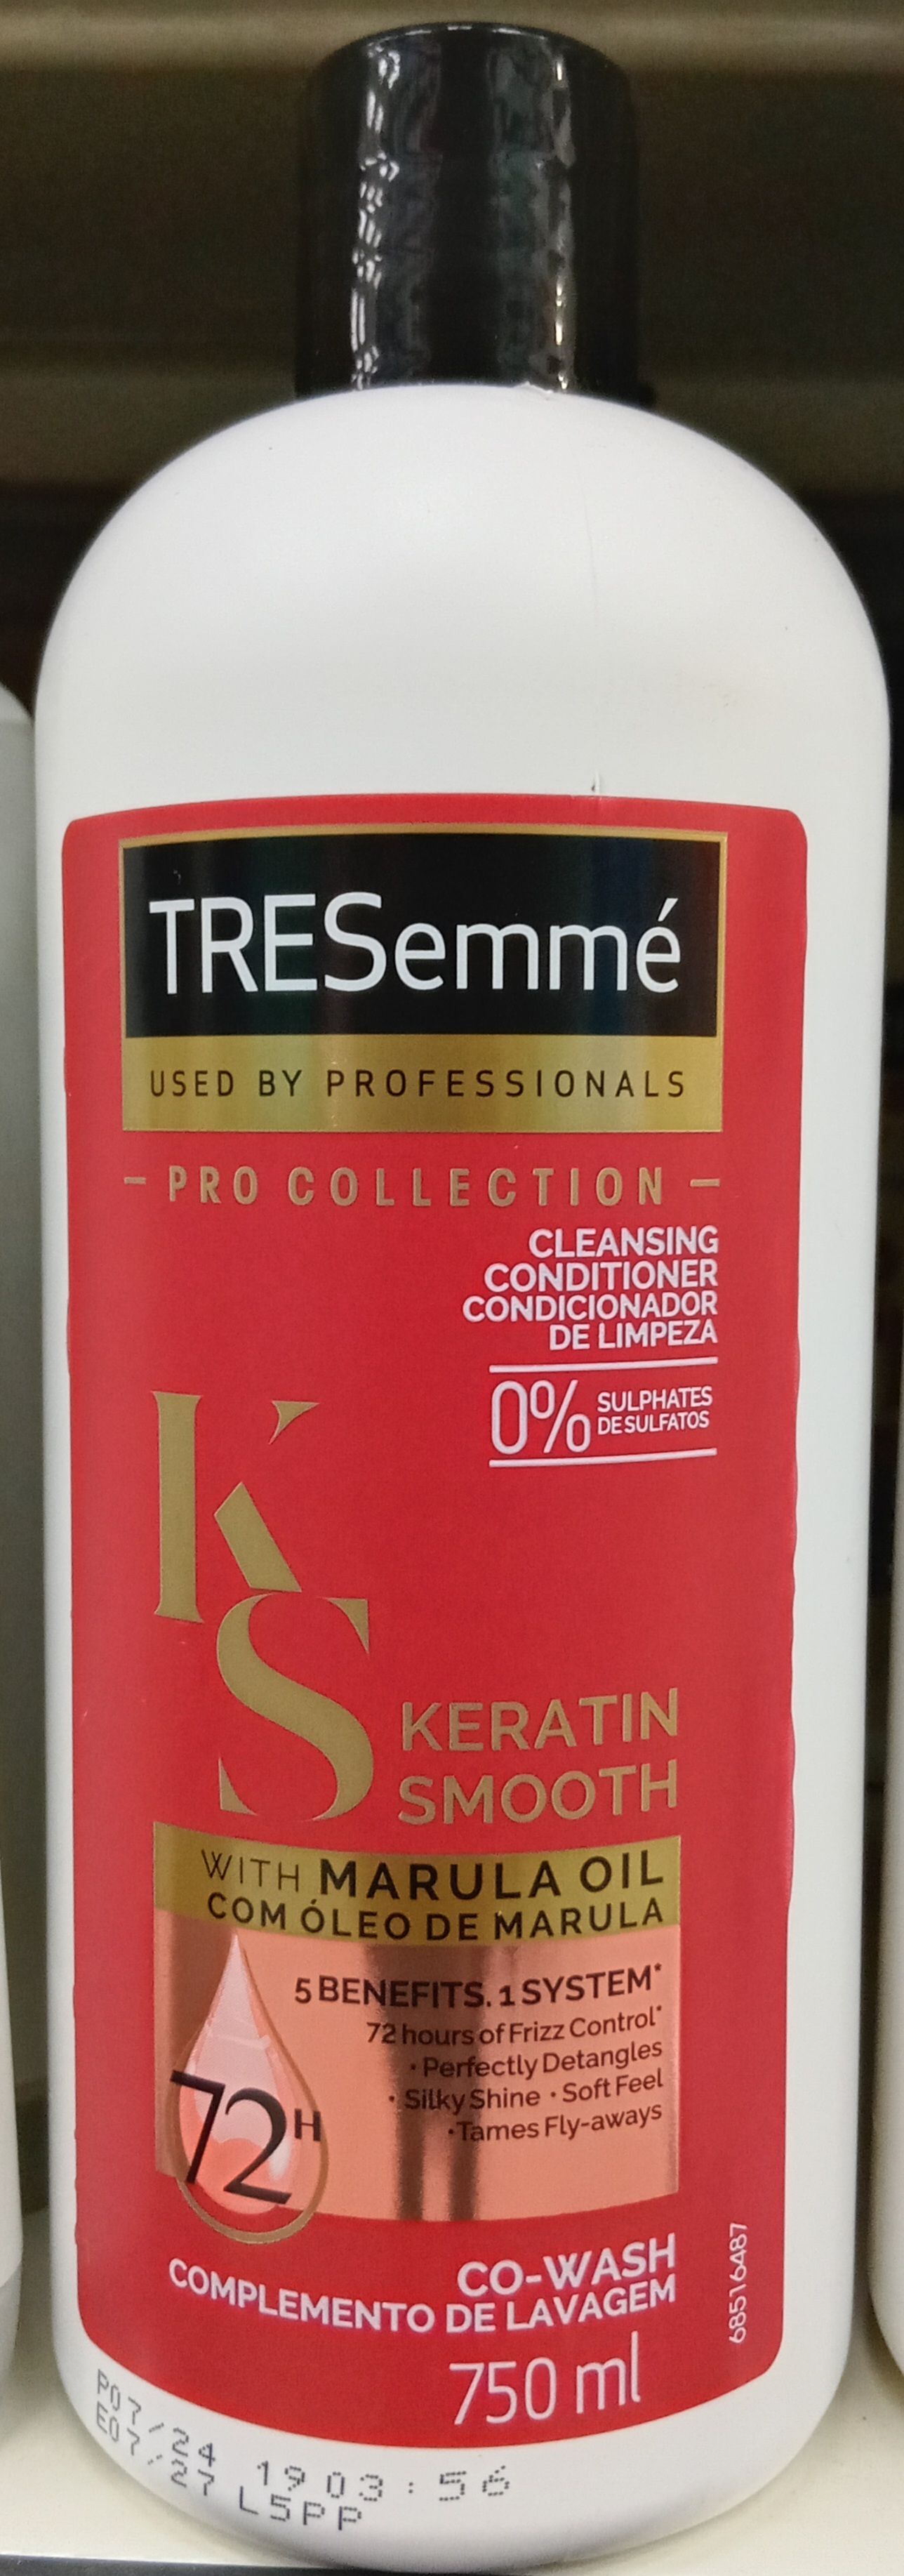 TRESemmé
USED BY PROFESSIONALS
– PRO COLLECTION –
CLEANSING
CONDITIONER
CONDICIONADOR
DE LIMPEZA
0% SULPHATES
DE SULFATOS
K
S
KERATIN
SMOOTH
WITH MARULA OIL
COM ÓLEO DE MARULA
5 BENEFITS. 1 SYSTEM*
72 hours of Frizz Control*
• Perfectly Detangles
• Silky Shine • Soft Feel
•Tames Fly-aways
72H
CO-WASH
COMPLEMENTO DE LAVAGEM
750 ml
68516487
P07/24 1903:56
E07/27 L5PP